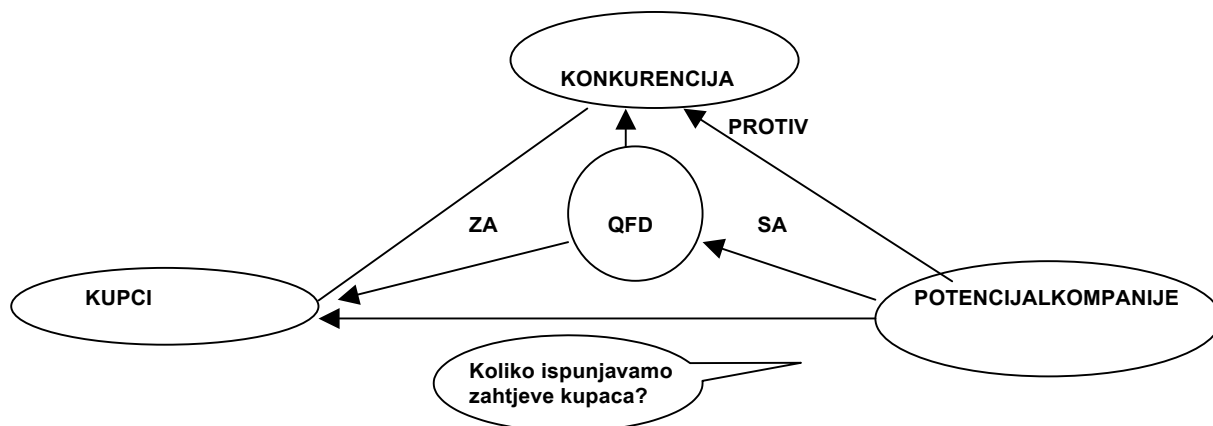 KONKURENCIJA
PROTIV
ZA
QFD
SA
KUPCI
POTENCIJALKOMPANIJE
Koliko ispunjavamo
zahtjeve kupaca?